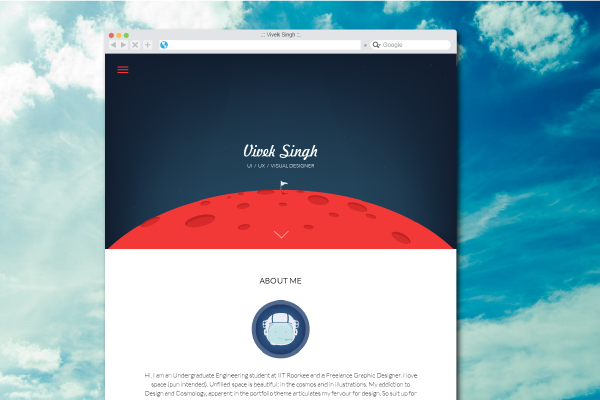 .:: Vivek Singh ::.
Google
Vivek Singh
UI / UX / VISUAL DESIGNER
ABOUT ME
Hi, I am an Undergraduate Engineering student at IIT Roorkee and a Freelance Graphic Designer. I love
space (pun intended). Unfilled space is beautiful; in the cosmos and in illustrations. My addiction to
Design and Cosmology, apparent in the portfolio theme articulates my fervour for design. So suit up for